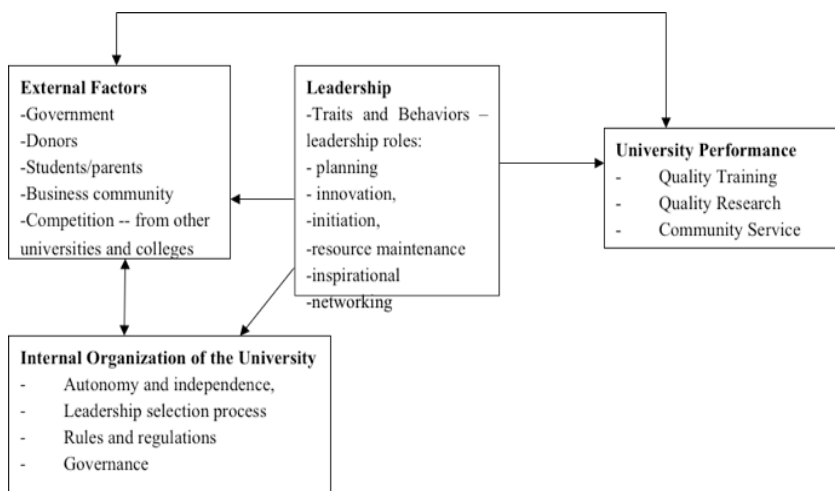 External Factors
-Government
-Donors
-Students/parents
-Business community
-Competition -- from other
universities and colleges
Leadership
-Traits and Behaviors –
leadership roles:
- planning
- innovation,
-initiation,
-resource maintenance
-inspirational
-networking
University Performance
- Quality Training
- Quality Research
- Community Service
Internal Organization of the University
- Autonomy and independence,
- Leadership selection process
- Rules and regulations
- Governance